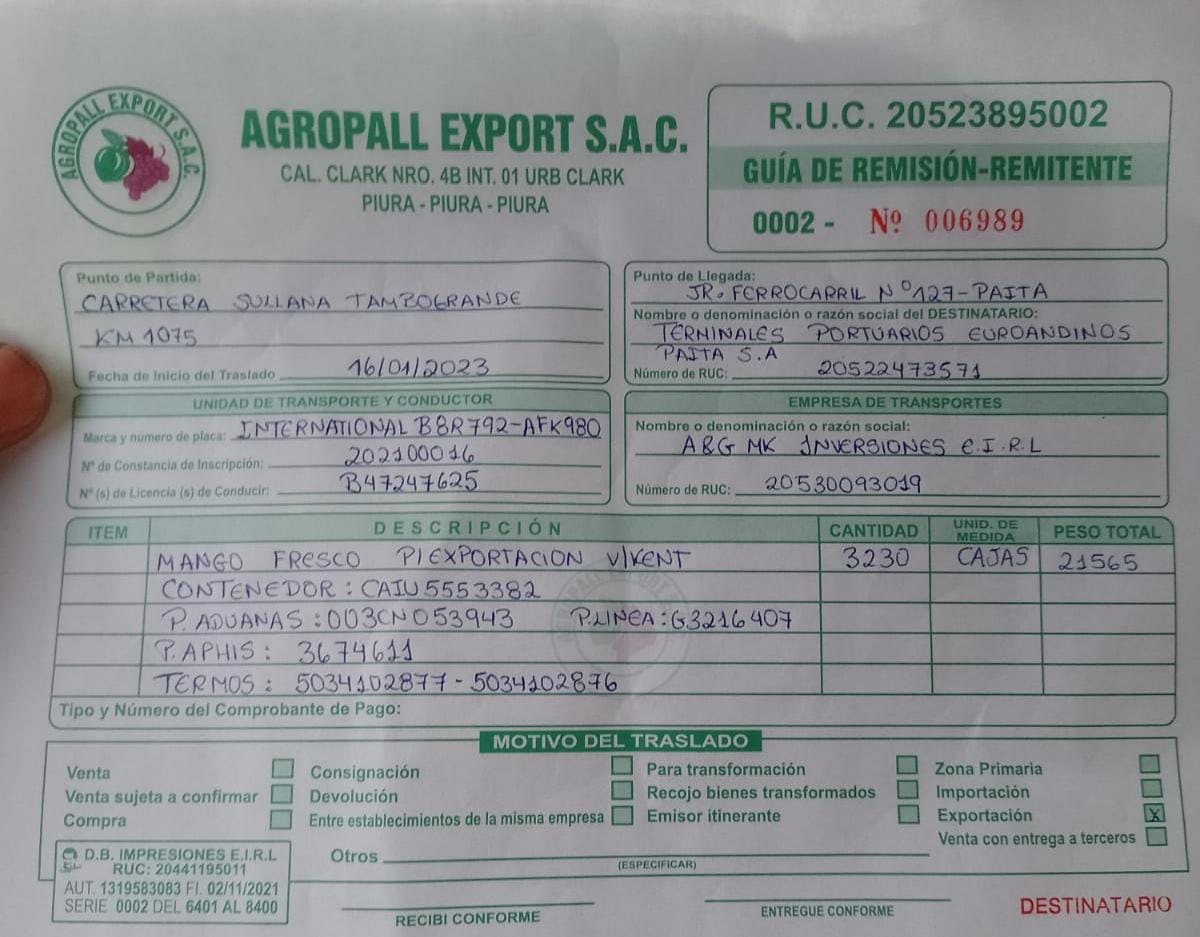 AGROPALL EXPORT S.A.C.
AGROPALL EXPORT S.A.C.
CAL. CLARK NRO. 4B INT. 01 URB CLARK
PIURA - PIURA - PIURA
R.U.C. 20523895002
GUÍA DE REMISIÓN-REMITENTE
0002 - Nº 006989
Punto de Partida:
CARRETERA SULLANA TAMBOGRANDE
KM 1075
Fecha de Inicio del Traslado 16/01/2023
Punto de Llegada:
JR. FERROCARRIL N°127-PAITA
Nombre o denominación o razón social del DESTINATARIO:
TERMINALES PORTUARIOS EUROANDINOS
PAITA S.A
Número de RUC: 20522473571
UNIDAD DE TRANSPORTE Y CONDUCTOR
Marca y número de placa: INTERNATIONAL B8R792-AFK980
Nº de Constancia de Inscripción: 202100016
Nº (s) de Licencia (s) de Conducir: B47247625
EMPRESA DE TRANSPORTES
Nombre o denominación o razón social:
A&G MK INVERSIONES E.I.R.L
Número de RUC: 20530093019
ITEM DESCRIPCIÓN CANTIDAD UNID. DE MEDIDA PESO TOTAL
MANGO FRESCO P/EXPORTACION V/KENT 3230 CAJAS 21565
CONTENEDOR : CAIU5553382
P. ADUANAS : 003CN053943 P.LINEA : G3216407
P. APHIS : 3674611
TERMOS : 5034102877 - 5034102876
AGROPALL EXPORT S
Tipo y Número del Comprobante de Pago:
MOTIVO DEL TRASLADO
Venta
Venta sujeta a confirmar
Compra
Consignación
Devolución
Entre establecimientos de la misma empresa
Para transformación
Recojo bienes transformados
Emisor itinerante
Zona Primaria
Importación
Exportación X
Venta con entrega a terceros
Otros
(ESPECIFICAR)
D.B. IMPRESIONES E.I.R.L
RUC: 20441195011
AUT. 1319583083 FI. 02/11/2021
SERIE 0002 DEL 6401 AL 8400
RECIBI CONFORME
ENTREGUE CONFORME
DESTINATARIO